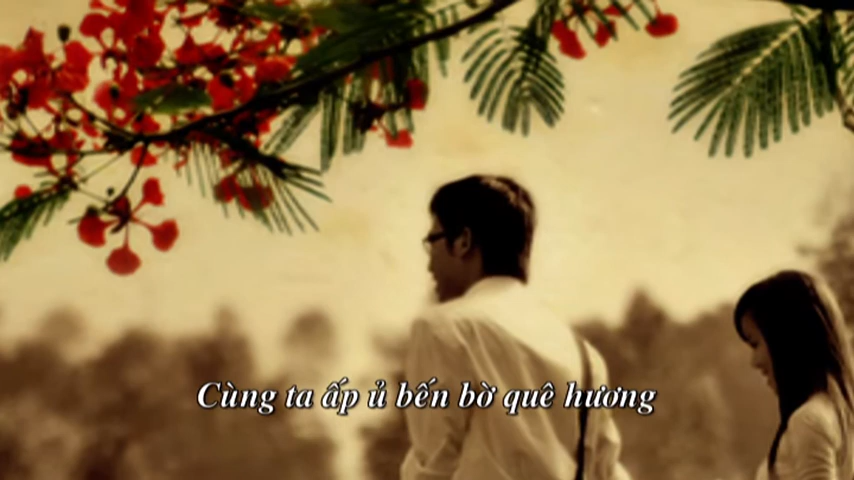 Cùng ta ấp ủ bến bờ quê hương